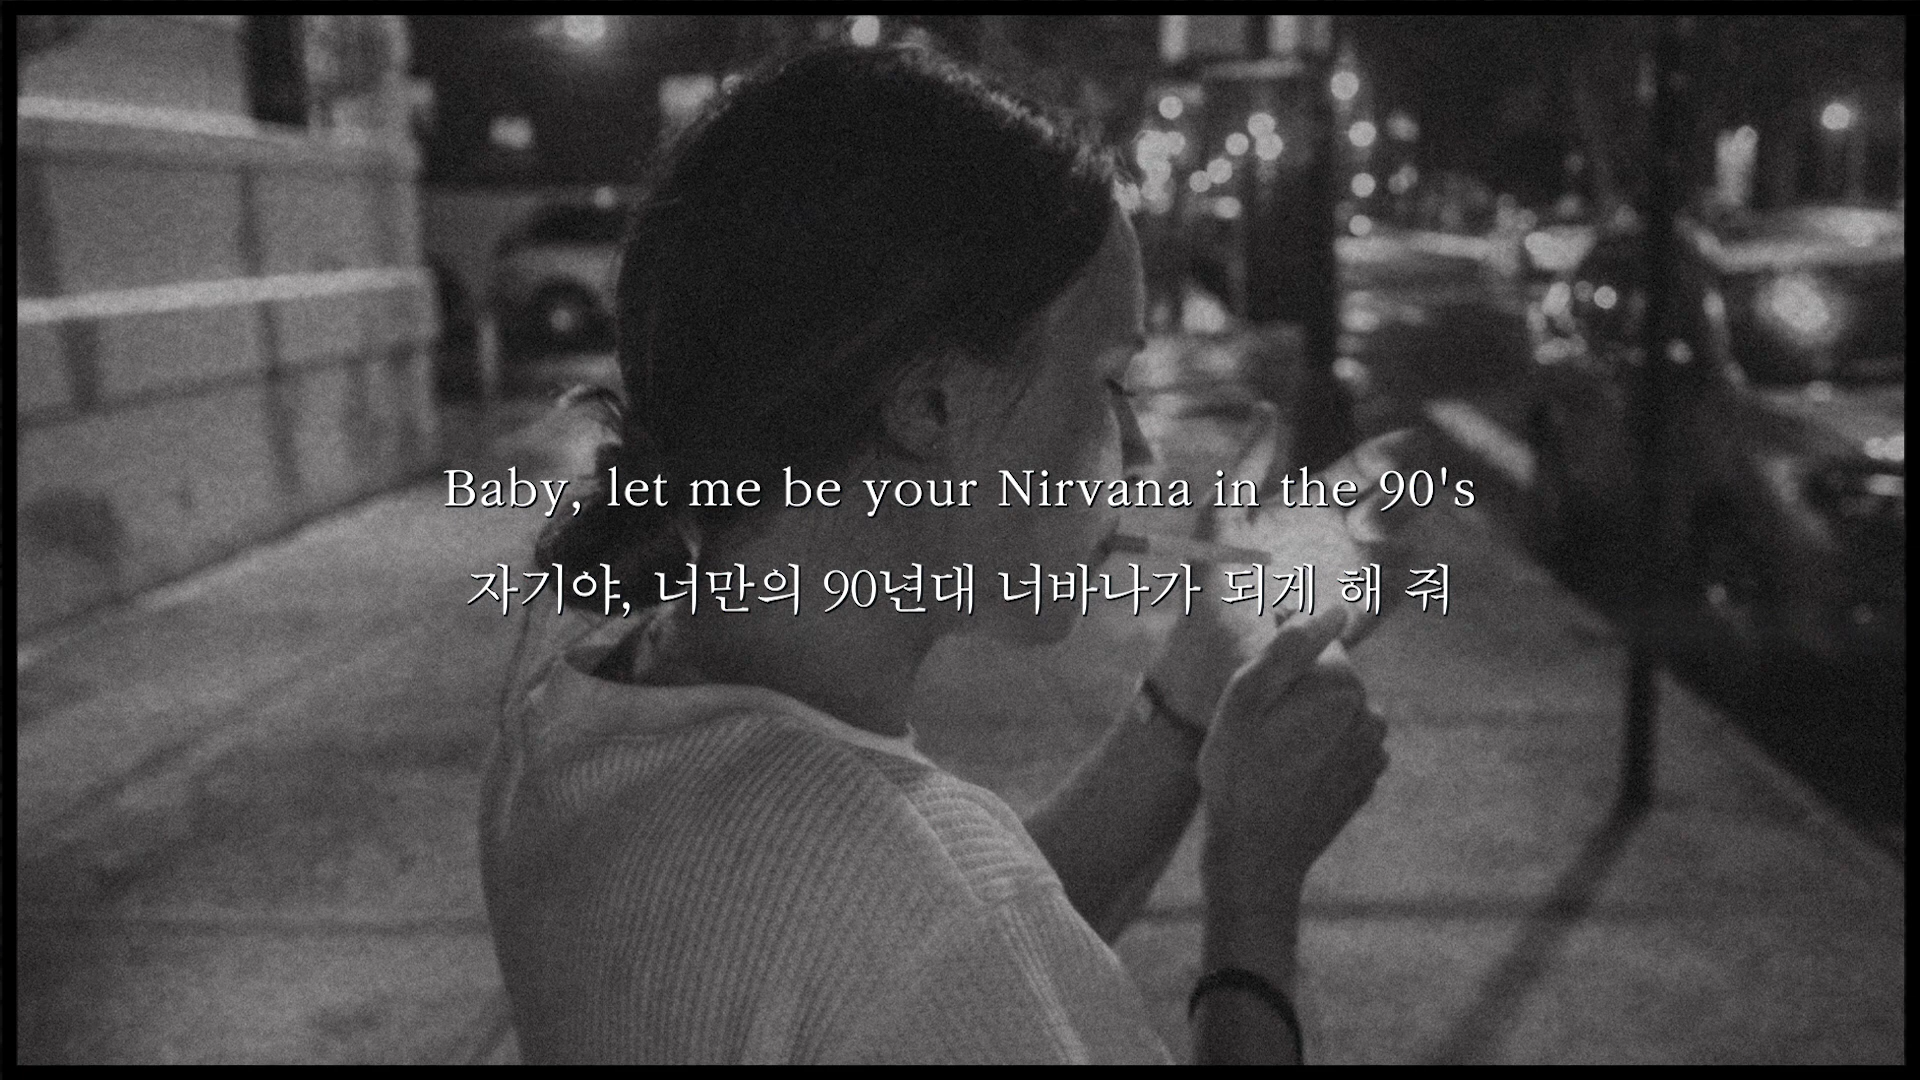 Baby, let me be your Nirvana in the 90's
자기야, 너만의 90년대 너바나가 되게 해 줘